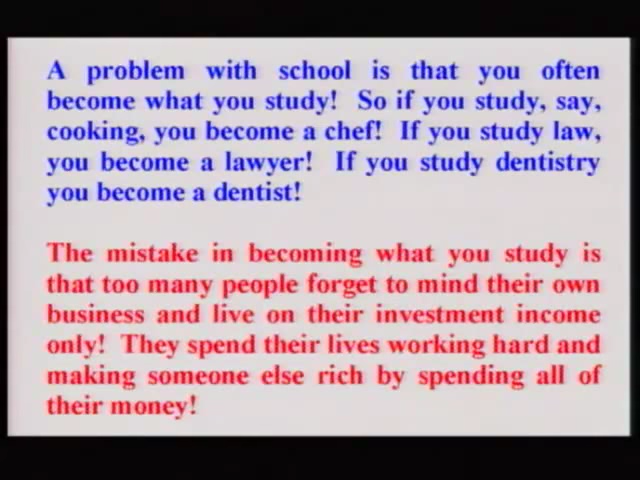 A problem with school is that you often
become what you study! So if you study, say,
cooking, you become a chef! If you study law,
you become a lawyer! If you study dentistry
you become a dentist!
The mistake in becoming what you study is
that too many people forget to mind their own
business and live on their investment income
only! They spend their lives working hard and
making someone else rich by spending all of
their money!